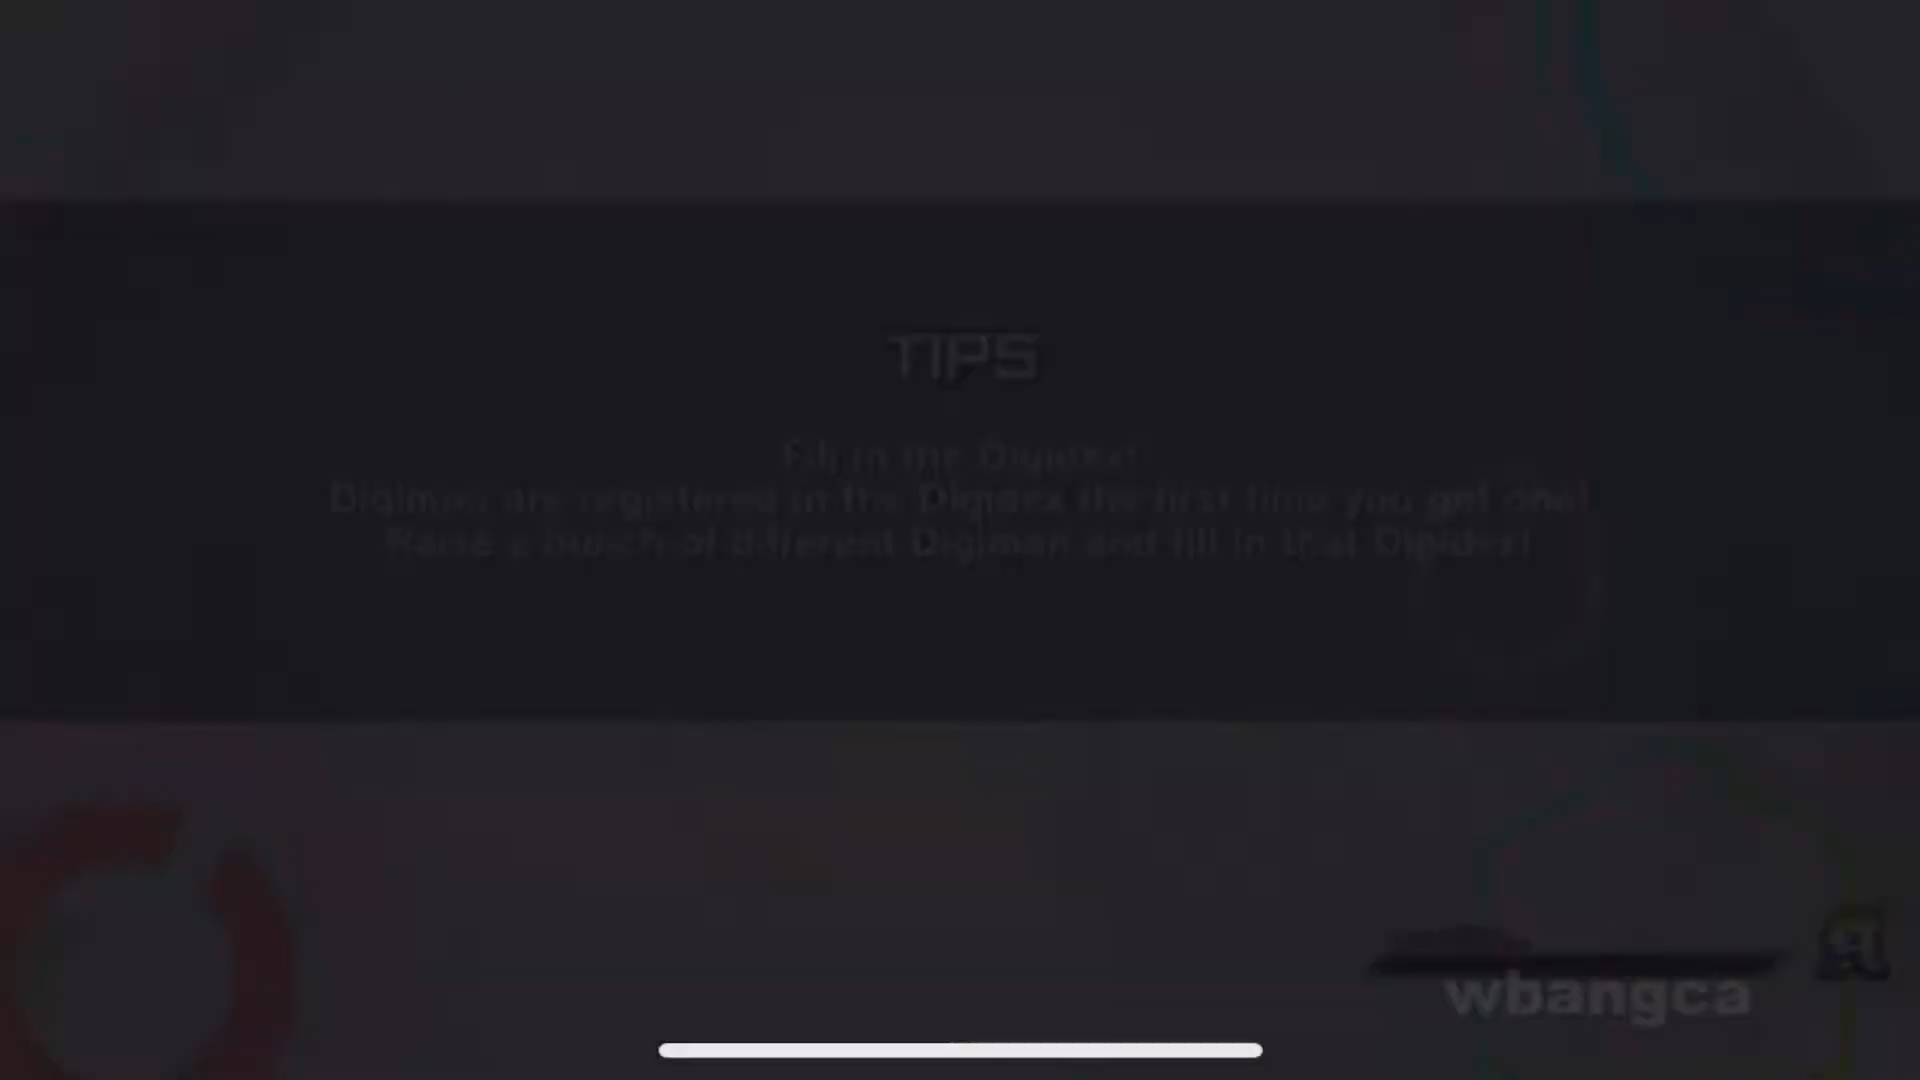 TIPS
Fill in the Digidex!
Digimon are registered in the Digidex the first time you get one!
Raise a bunch of different Digimon and fill in that Digidex!
wbangca